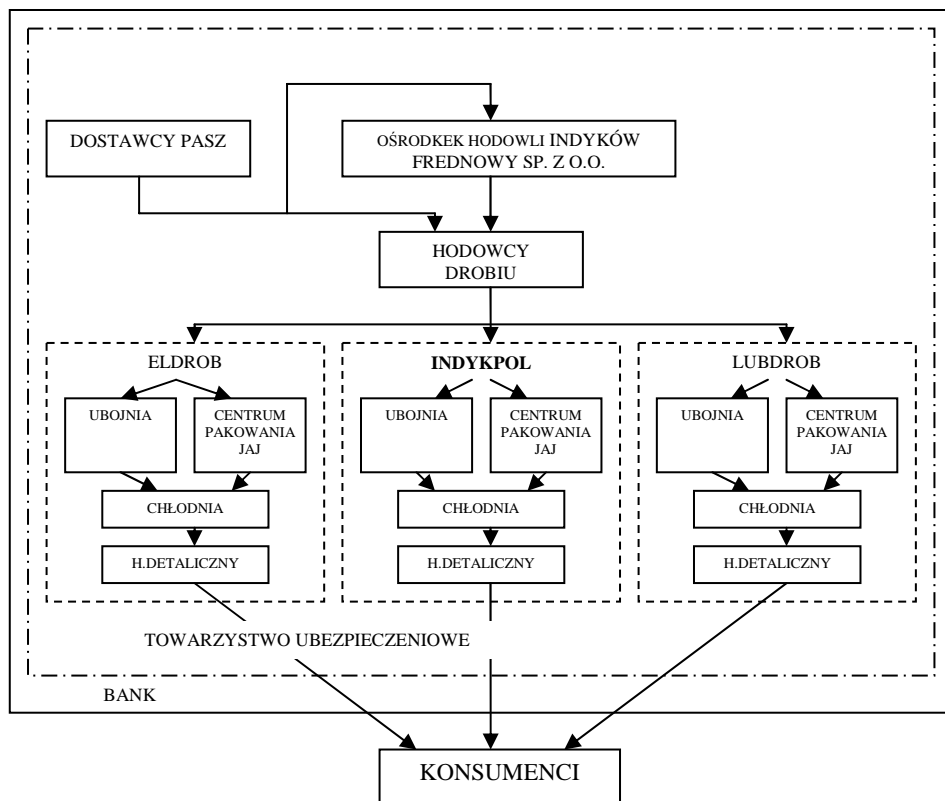 DOSTAWCY PASZ
OŚRODKEK HODOWLI INDYKÓW
FREDNOWY SP. Z O.O.
HODOWCY
DROBIU
ELDROB
UBOJNIA
CENTRUM
PAKOWANIA
JAJ
CHŁODNIA
H.DETALICZNY
INDYKPOL
UBOJNIA
CENTRUM
PAKOWANIA
JAJ
CHŁODNIA
H.DETALICZNY
LUBDROB
UBOJNIA
CENTRUM
PAKOWANIA
JAJ
CHŁODNIA
H.DETALICZNY
TOWARZYSTWO UBEZPIECZENIOWE
BANK
KONSUMENCI